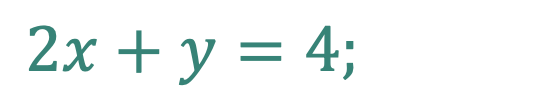 2x + y = 4;